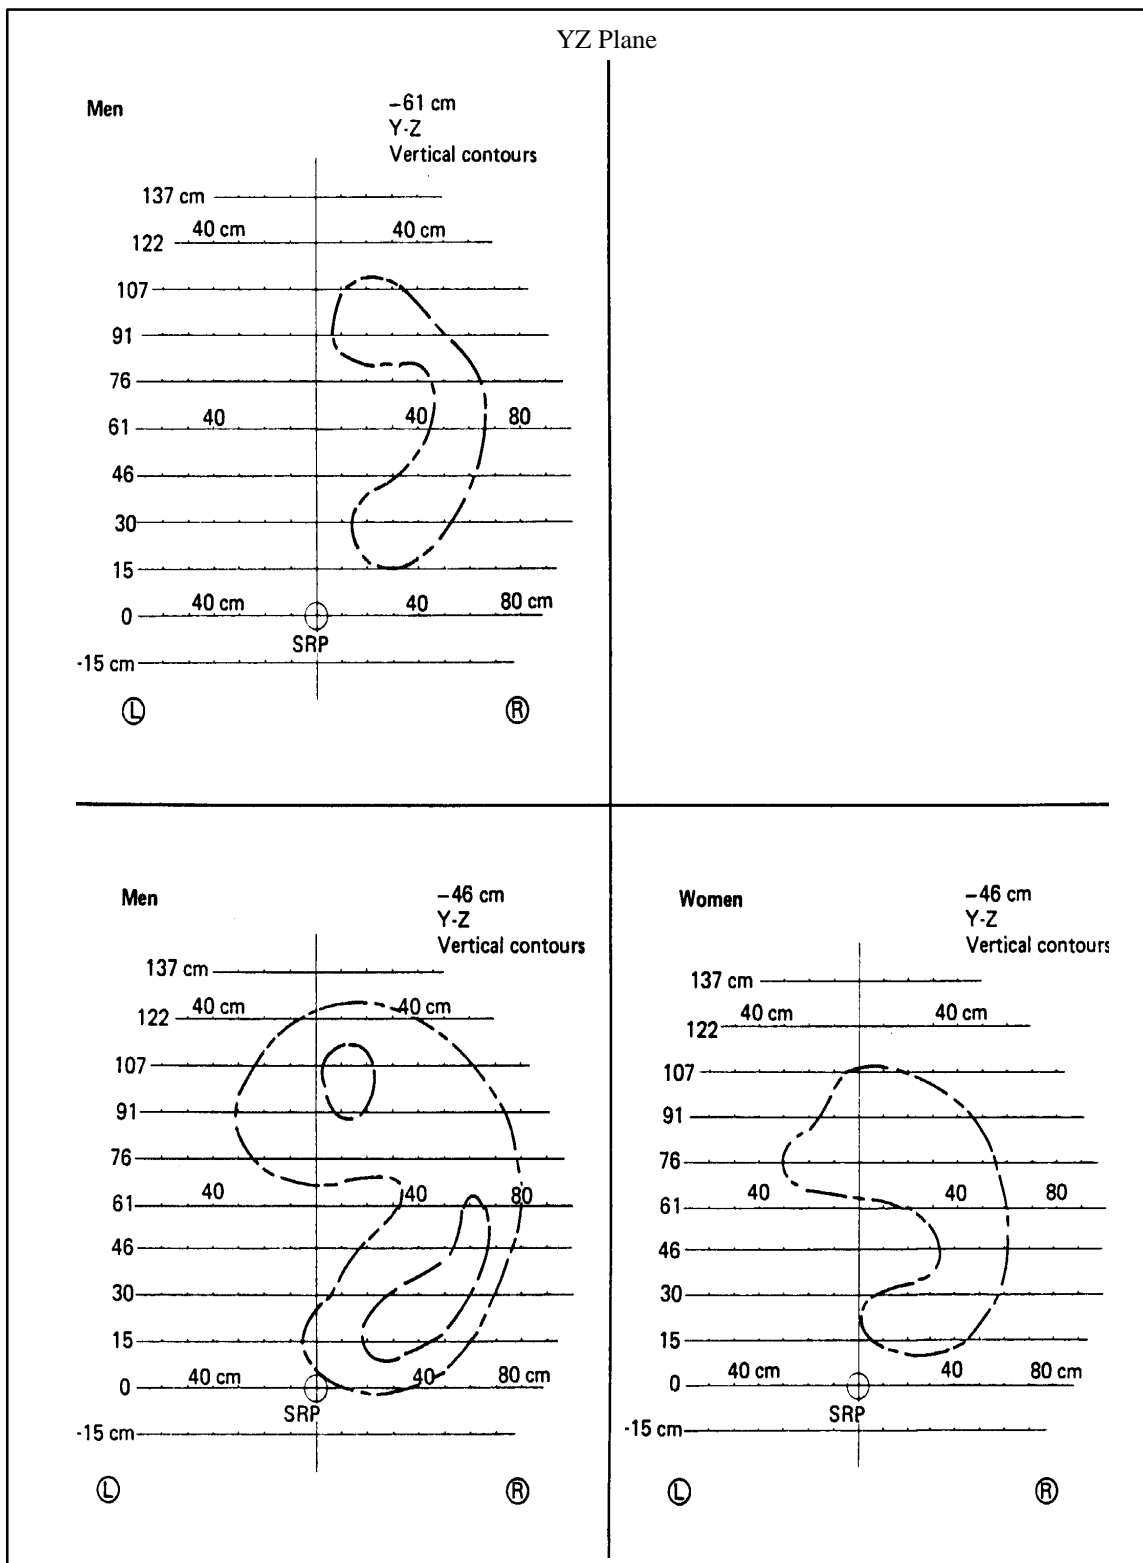 YZ Plane
Men
−61 cm
Y-Z
Vertical contours
137 cm
40 cm 40 cm
122
107
91
76
40 40 80
61
46
30
15
40 cm 40 80 cm
0
SRP
-15 cm
L R
Men
−46 cm
Y-Z
Vertical contours
137 cm
40 cm 40 cm
122
107
91
76
40 40 80
61
46
30
15
40 cm 40 80 cm
0
SRP
-15 cm
L R
Women
−46 cm
Y-Z
Vertical contours
137 cm
40 cm 40 cm
122
107
91
76
40 40 80
61
46
30
15
40 cm 40 80 cm
0
SRP
-15 cm
L R